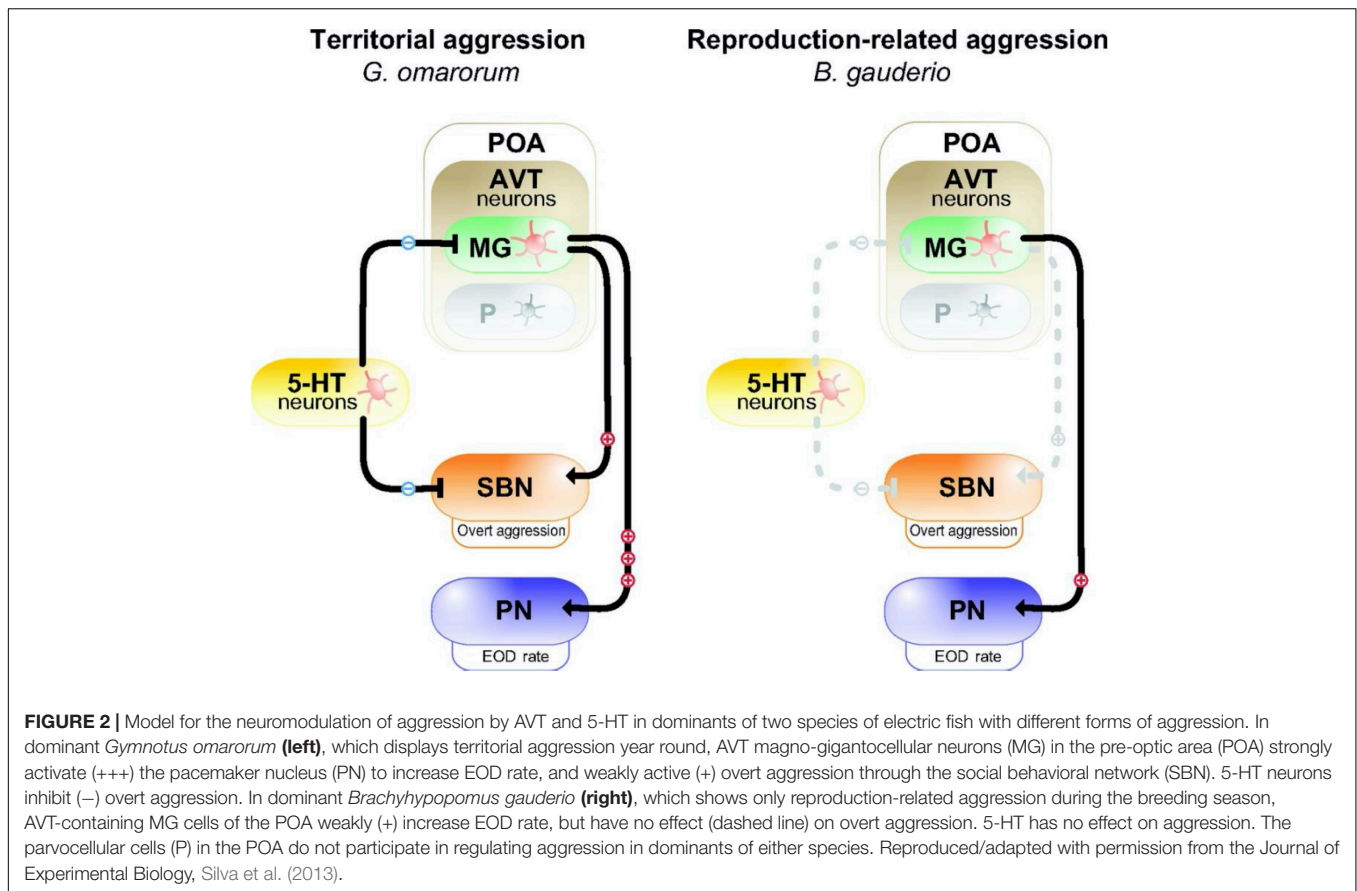 Territorial aggression
G. omarorum
POA
AVT
neurons
MG
P
5-HT
neurons
SBN
Overt aggression
PN
EOD rate
Reproduction-related aggression
B. gauderio
POA
AVT
neurons
MG
P
5-HT
neurons
SBN
Overt aggression
PN
EOD rate
FIGURE 2 | Model for the neuromodulation of aggression by AVT and 5-HT in dominants of two species of electric fish with different forms of aggression. In
dominant Gymnotus omarorum (left), which displays territorial aggression year round, AVT magno-gigantocellular neurons (MG) in the pre-optic area (POA) strongly
activate (+++) the pacemaker nucleus (PN) to increase EOD rate, and weakly active (+) overt aggression through the social behavioral network (SBN). 5-HT neurons
inhibit (−) overt aggression. In dominant Brachyhypopomus gauderio (right), which shows only reproduction-related aggression during the breeding season,
AVT-containing MG cells of the POA weakly (+) increase EOD rate, but have no effect (dashed line) on overt aggression. 5-HT has no effect on aggression. The
parvocellular cells (P) in the POA do not participate in regulating aggression in dominants of either species. Reproduced/adapted with permission from the Journal of
Experimental Biology, Silva et al. (2013).